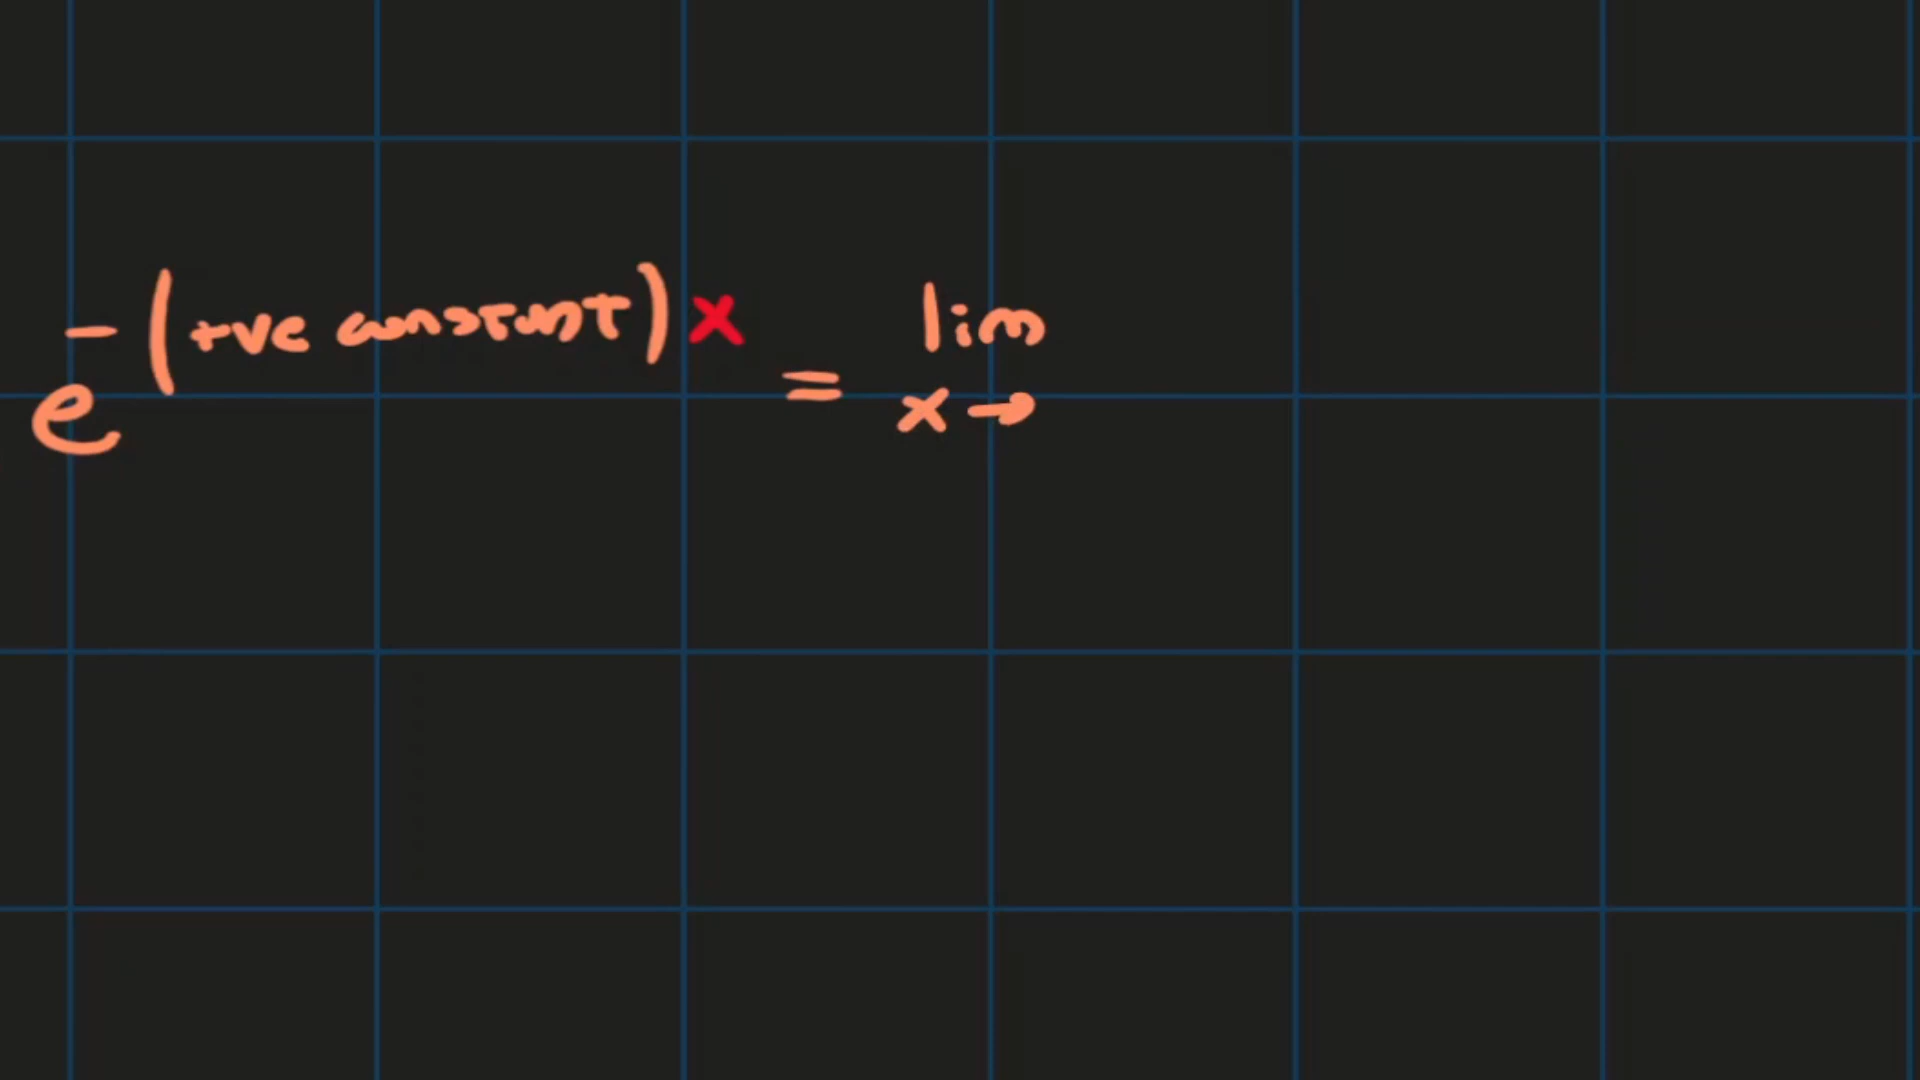 e^-(+ve constant)x = lim x→